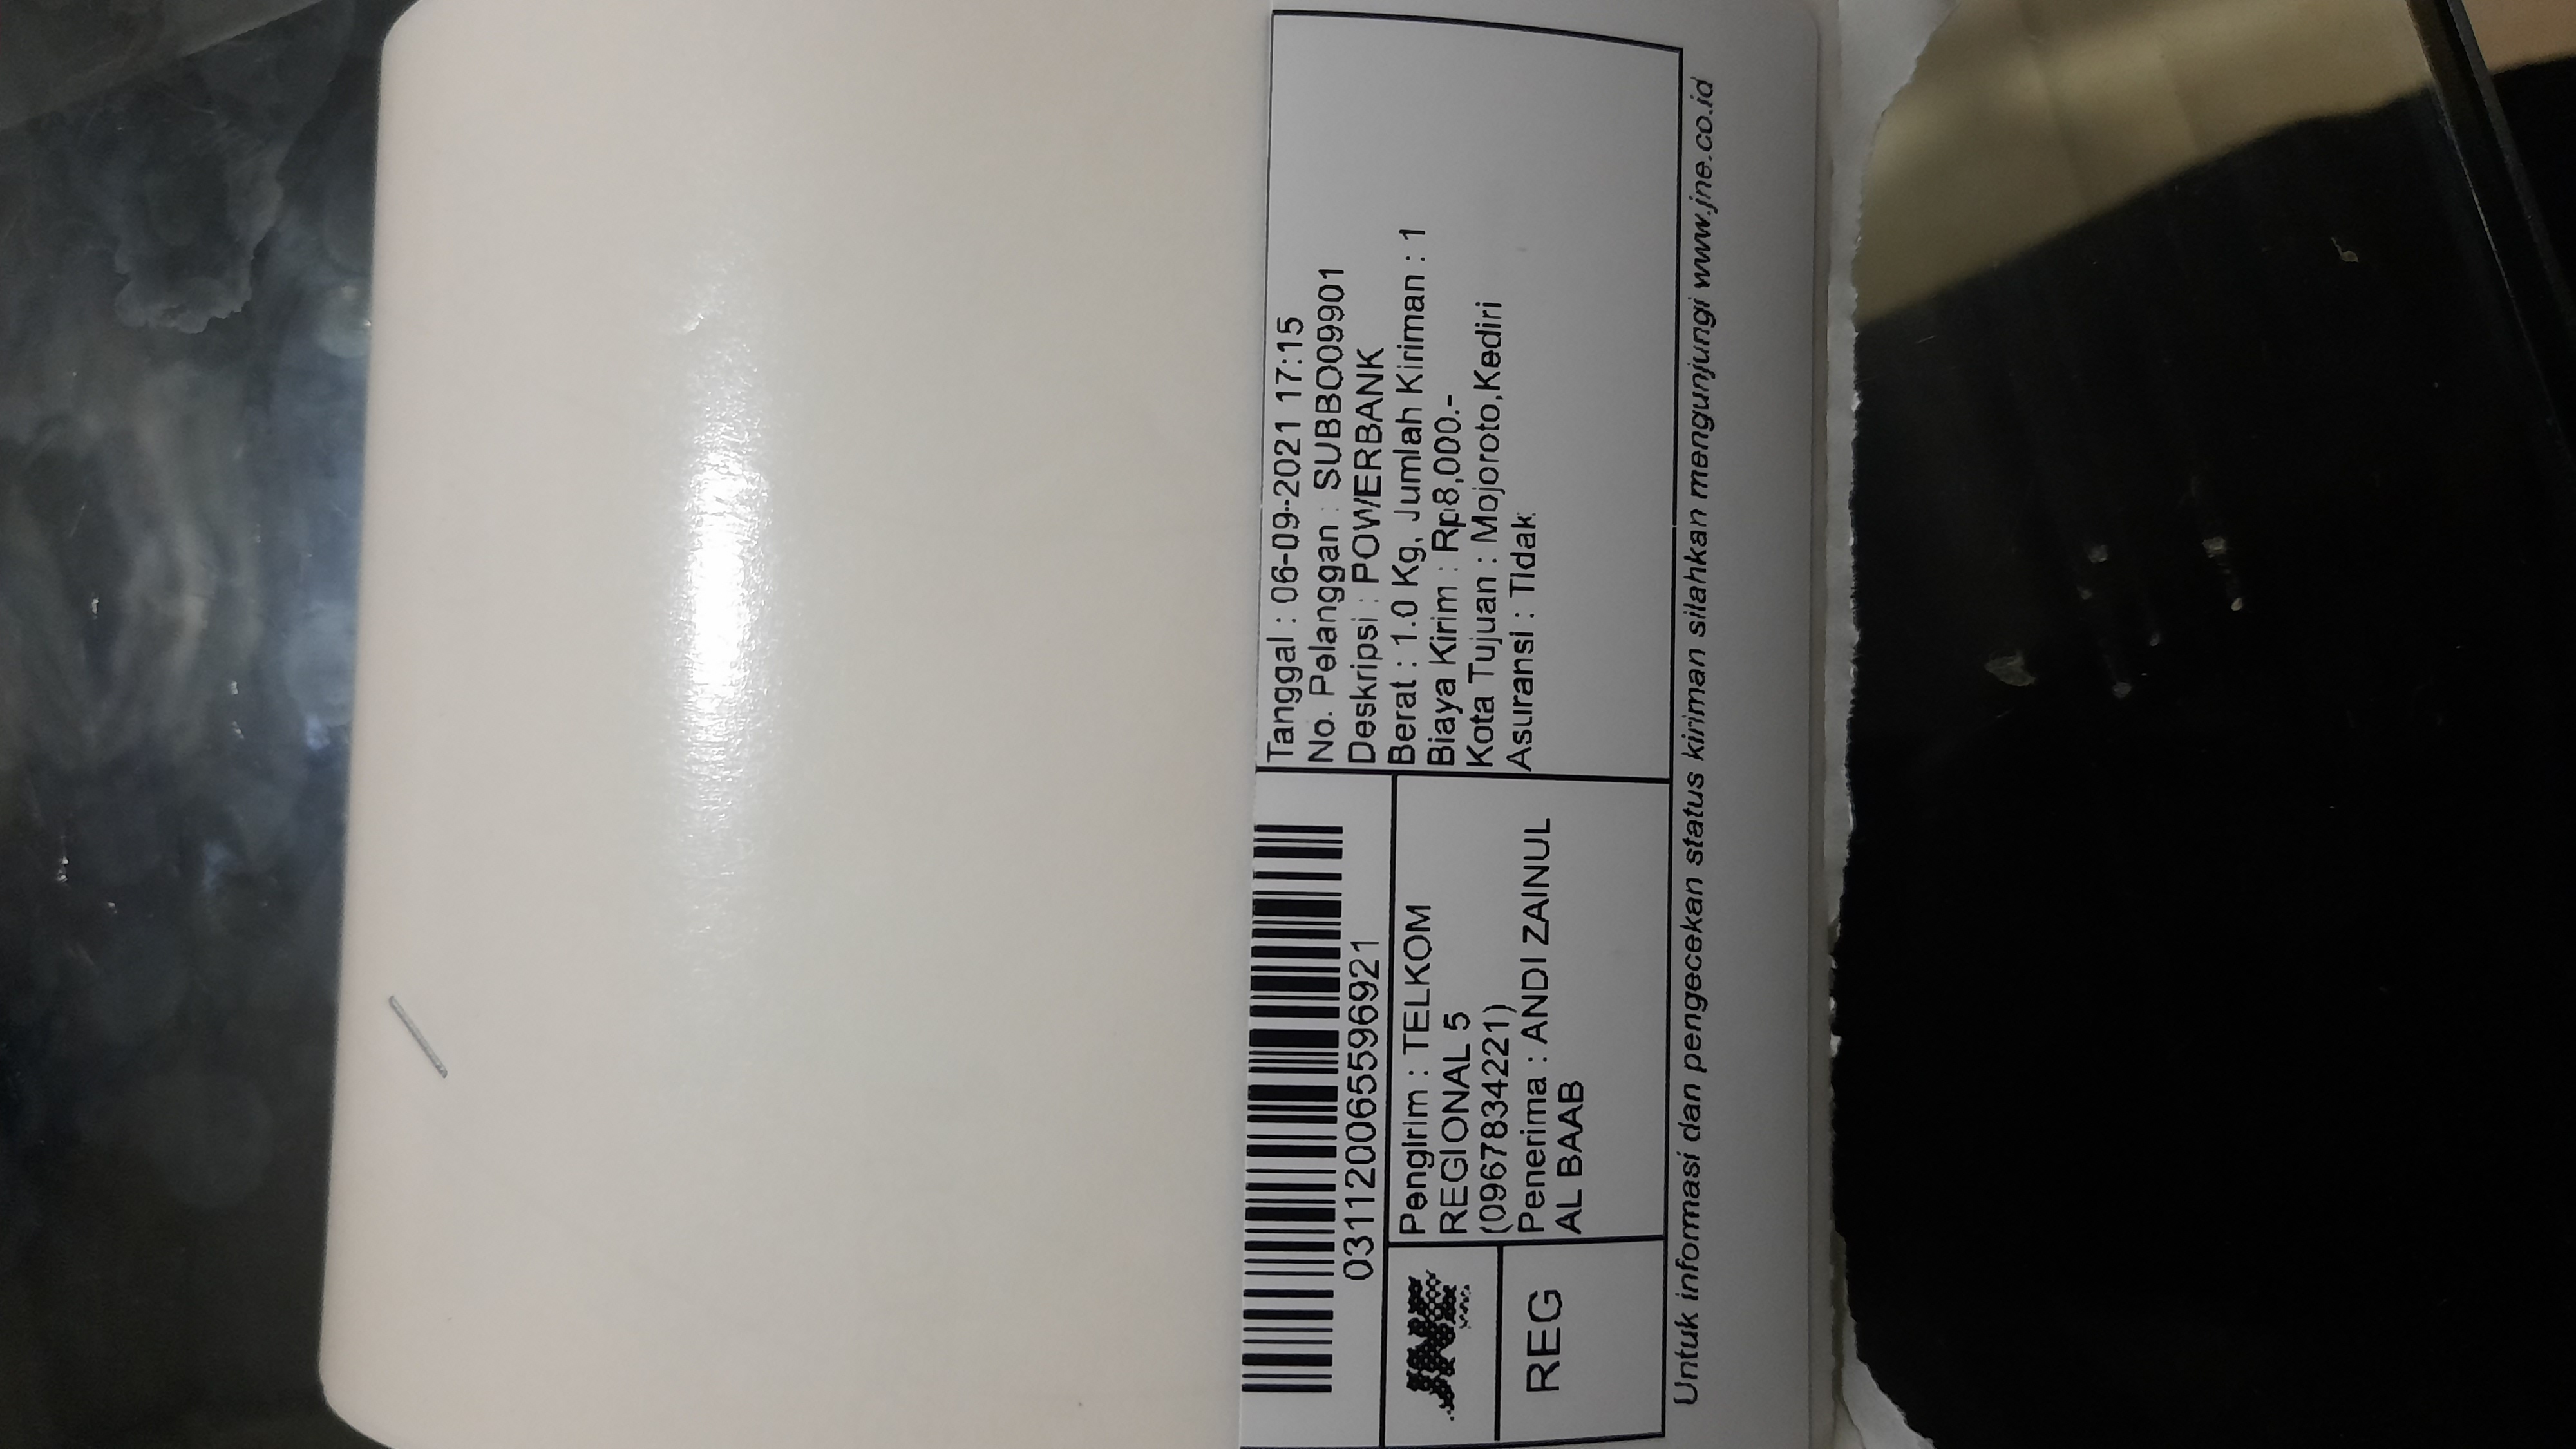 031120065596921
JNE
REG
Pengirim : TELKOM
REGIONAL 5
(0967834221)
Penerima : ANDI ZAINUL
AL BAAB
Tanggal : 06-09-2021 17:15
No. Pelanggan : SUBBO09901
Deskripsi : POWERBANK
Berat : 1.0 Kg, Jumlah Kiriman : 1
Biaya Kirim : Rp8,000.-
Kota Tujuan : Mojoroto,Kediri
Asuransi : Tidak
Untuk informasi dan pengecekan status kiriman silahkan mengunjungi www.jne.co.id